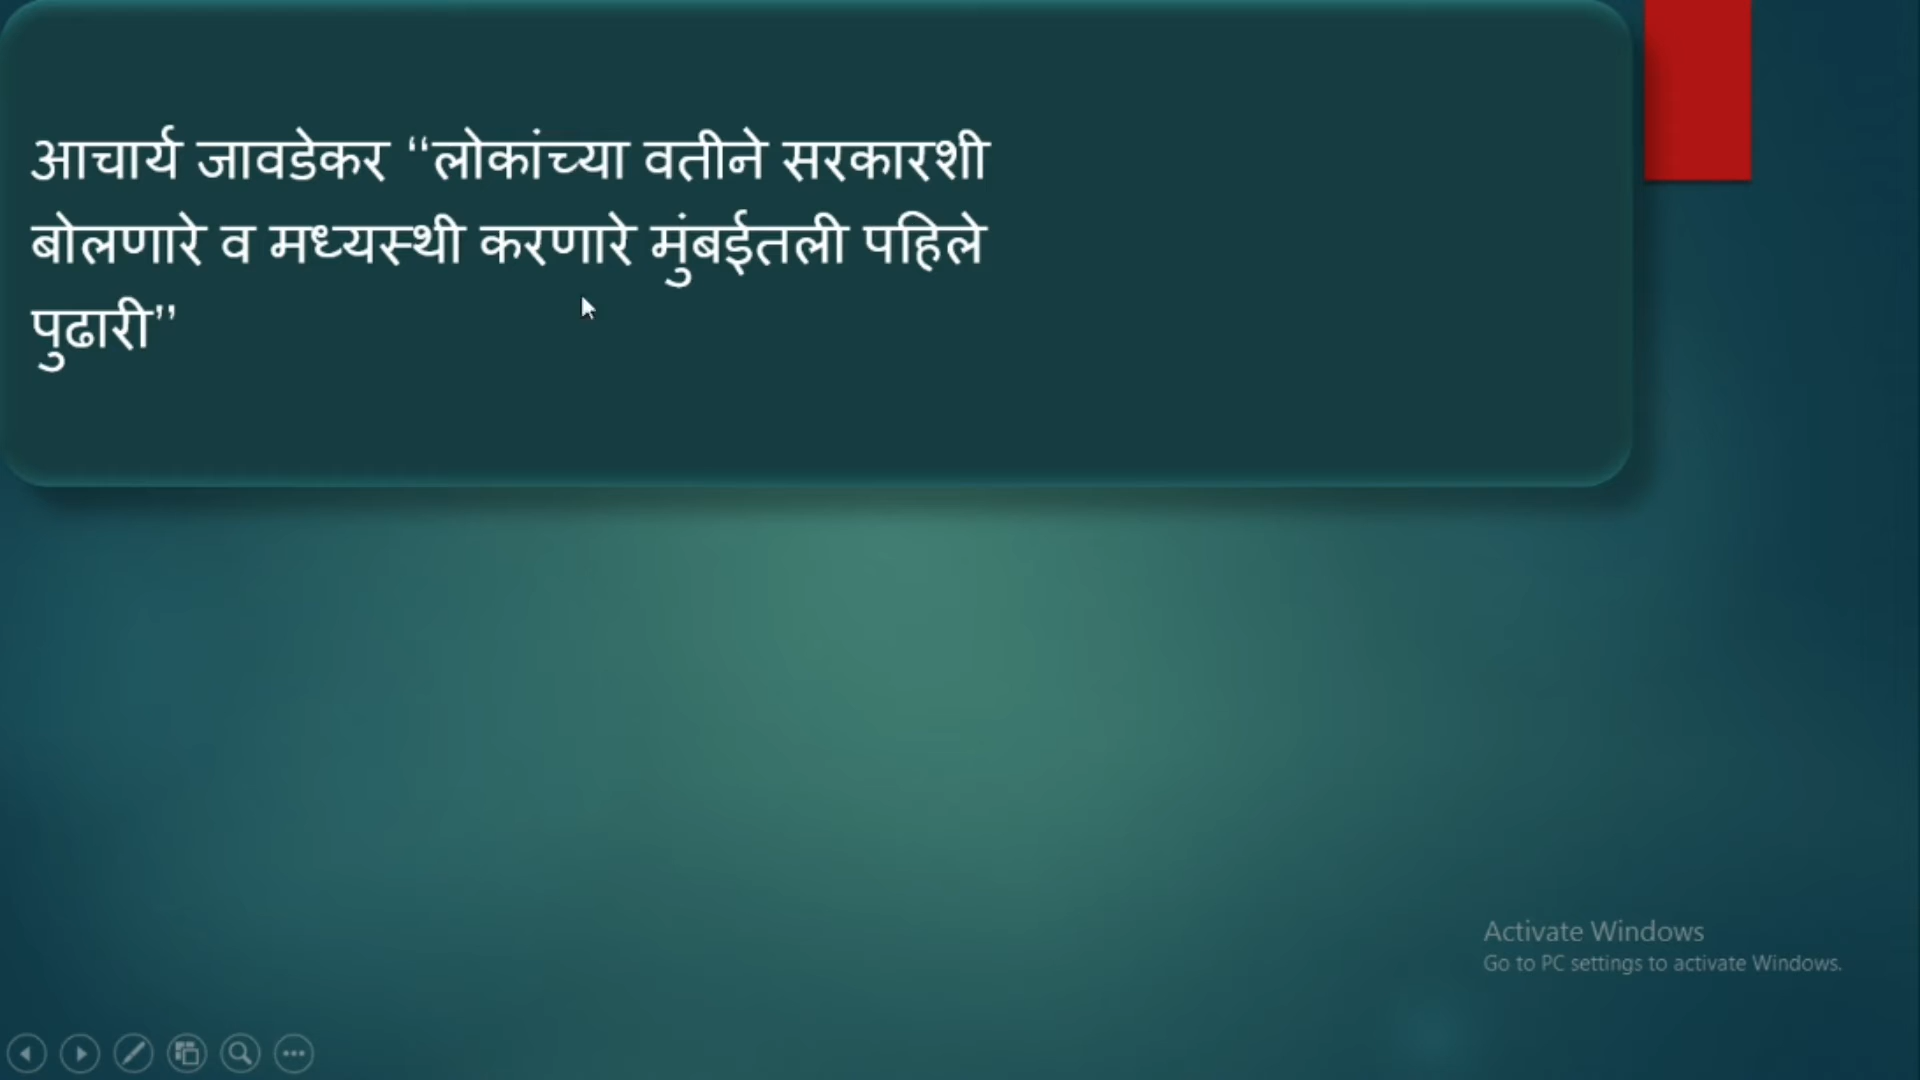 आचार्य जावडेकर “लोकांच्या वतीने सरकारशी
बोलणारे व मध्यस्थी करणारे मुंबईतली पहिले
पुढारी”
Activate Windows
Go to PC settings to activate Windows.